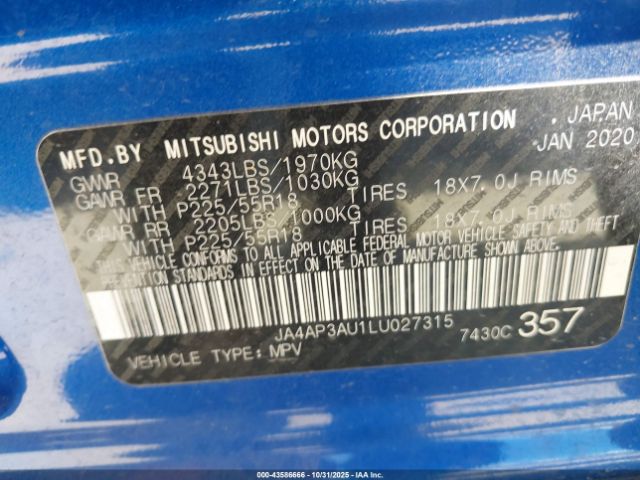 MFD.BY MITSUBISHI MOTORS CORPORATION . JAPAN
JAN 2020
GWWR 4343LBS/1970KG
GAWR FR 2271LBS/1030KG
WITH P225/55R18 TIRES 18X7.0J RIMS
GAWR RR 2205LBS/1000KG
WITH P225/55R18 TIRES 18X7.0J RIMS
THIS VEHICLE CONFORMS TO ALL APPLICABLE FEDERAL MOTOR VEHICLE SAFETY AND THEFT
PREVENTION STANDARDS IN EFFECT ON THE DATE OF MANUFACTURE SHOWN ABOVE.
JA4AP3AU1LU027315 7430C 357
VEHICLE TYPE: MPV
000-43586666 - 10/31/2025 - IAAI.COM